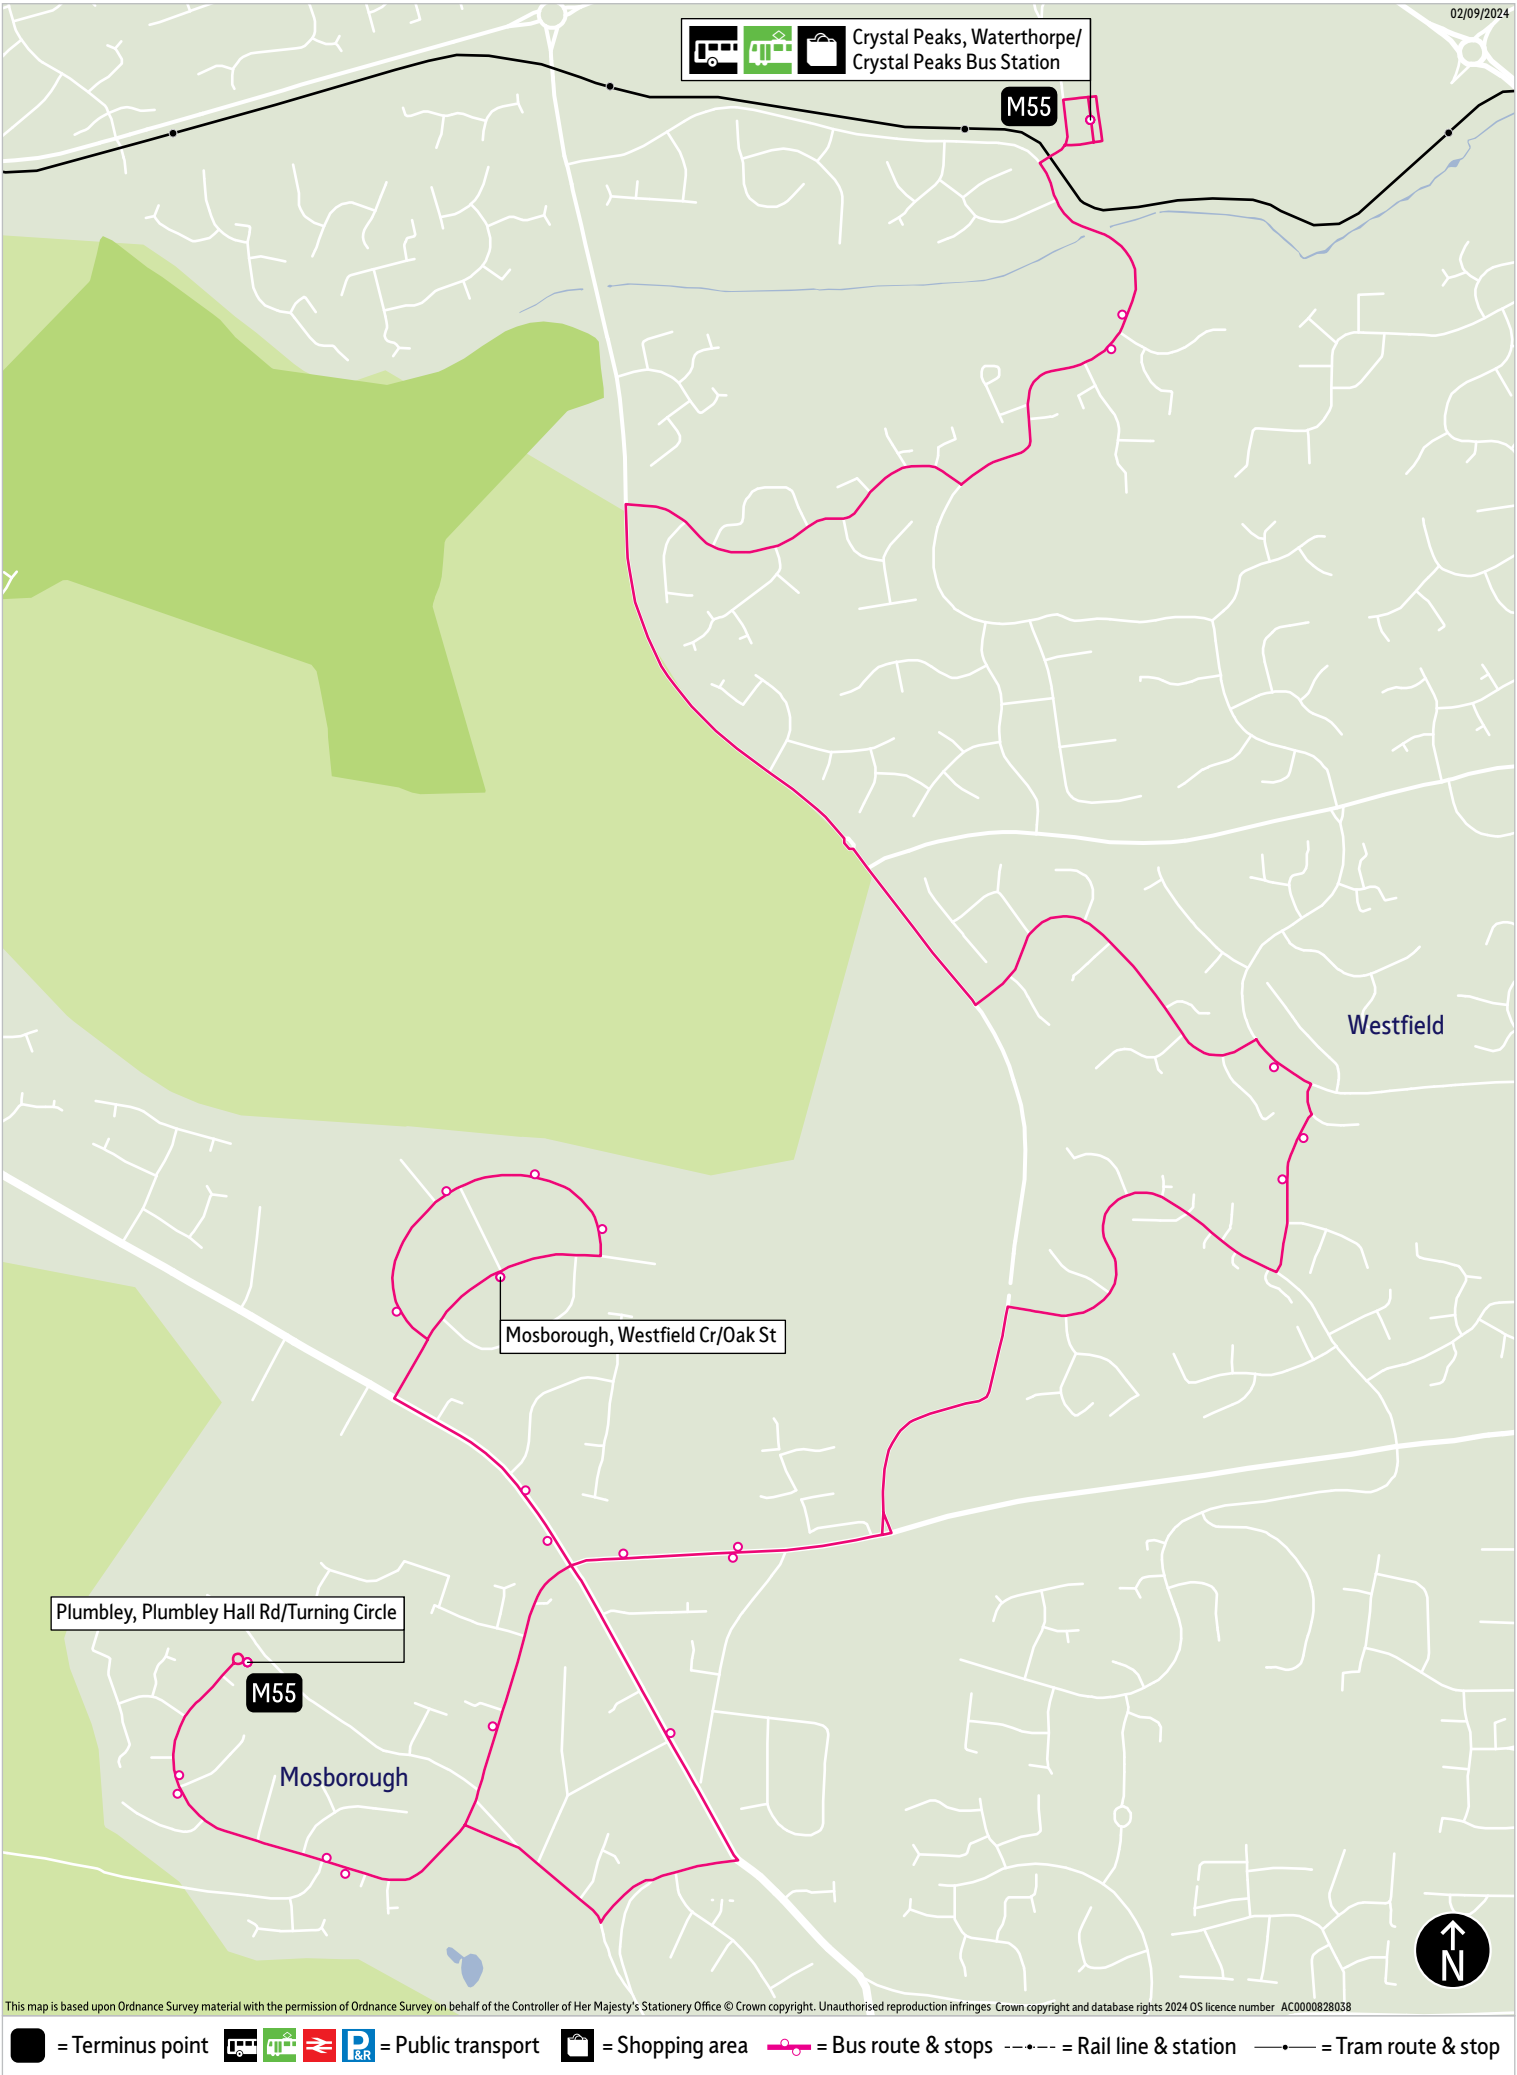 02/09/2024
Crystal Peaks, Waterthorpe/
Crystal Peaks Bus Station
M55
Westfield
Mosborough, Westfield Cr/Oak St
Plumbley, Plumbley Hall Rd/Turning Circle
M55
Mosborough
N
This map is based upon Ordnance Survey material with the permission of Ordnance Survey on behalf of the Controller of Her Majesty's Stationery Office © Crown copyright. Unauthorised reproduction infringes Crown copyright and database rights 2024 OS licence number AC0000828038
= Terminus point P&R = Public transport = Shopping area = Bus route & stops = Rail line & station = Tram route & stop